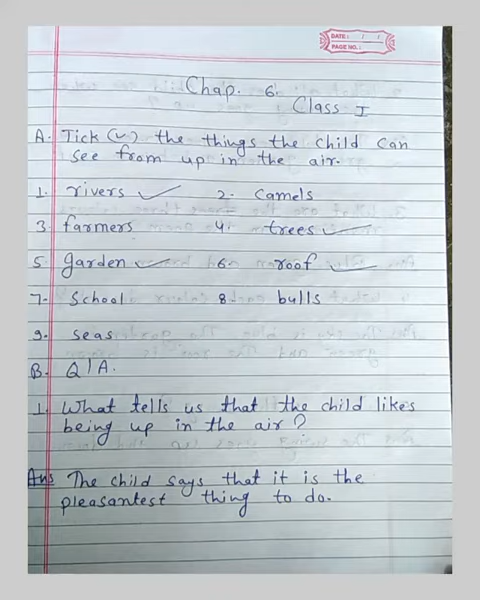 DATE: / /
PAGE NO.:
Chap. 6.
Class I
A. Tick (✓) the things the child can
see from up in the air.
1. rivers ✓ 2. Camels
3. farmers 4. trees ✓
5. garden ✓ 6. roof ✓
7. School 8. bulls
9. seas
B. Q/A.
1. What tells us that the child likes
being up in the air?
Ans The child says that it is the
pleasantest thing to do.